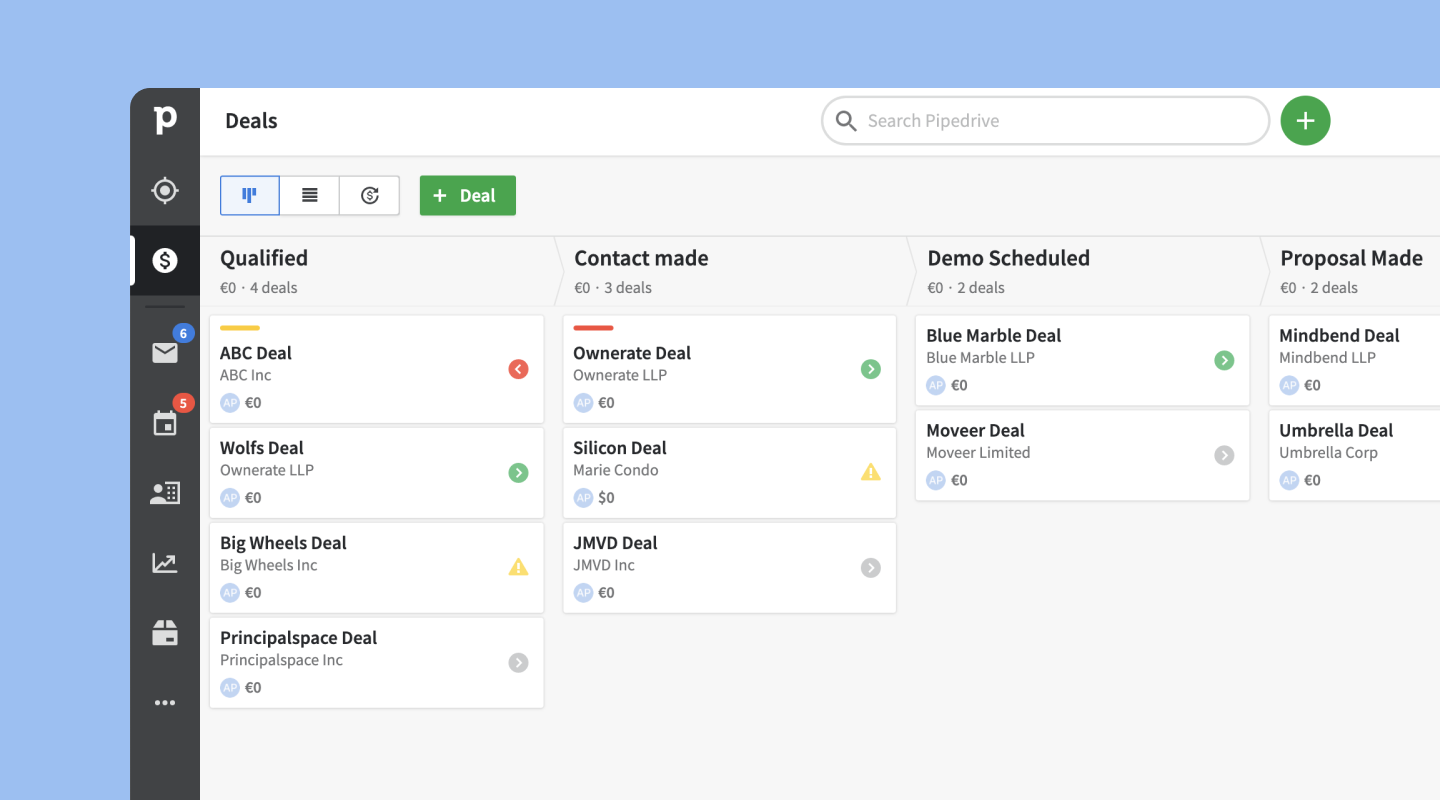 p
Deals
Search Pipedrive
+
6
5
+ Deal
Qualified
€0 · 4 deals
ABC Deal
ABC Inc
AP €0
Wolfs Deal
Ownerate LLP
AP €0
Big Wheels Deal
Big Wheels Inc
AP €0
Principalspace Deal
Principalspace Inc
AP €0
Contact made
€0 · 3 deals
Ownerate Deal
Ownerate LLP
AP €0
Silicon Deal
Marie Condo
AP $0
JMVD Deal
JMVD Inc
AP €0
Demo Scheduled
€0 · 2 deals
Blue Marble Deal
Blue Marble LLP
AP €0
Moveer Deal
Moveer Limited
AP €0
Proposal Made
€0 · 2 deals
Mindbend Deal
Mindbend LLP
AP €0
Umbrella Deal
Umbrella Corp
AP €0